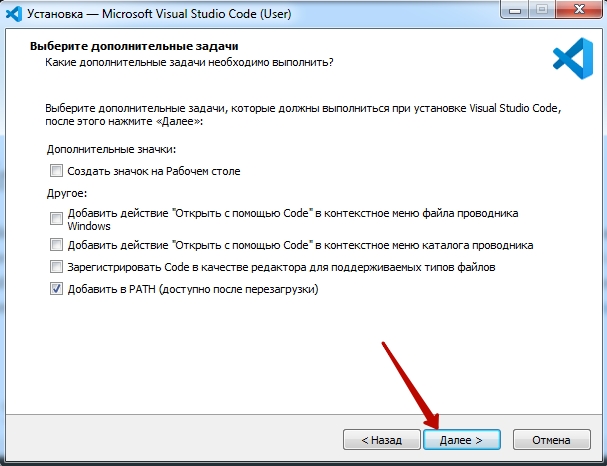 Установка — Microsoft Visual Studio Code (User)
Выберите дополнительные задачи
Какие дополнительные задачи необходимо выполнить?
Выберите дополнительные задачи, которые должны выполниться при установке Visual Studio Code,
после этого нажмите «Далее»:
Дополнительные значки:
Создать значок на Рабочем столе
Другое:
Добавить действие "Открыть с помощью Code" в контекстное меню файла проводника
Windows
Добавить действие "Открыть с помощью Code" в контекстное меню каталога проводника
Зарегистрировать Code в качестве редактора для поддерживаемых типов файлов
Добавить в PATH (доступно после перезагрузки)
< Назад
Далее >
Отмена